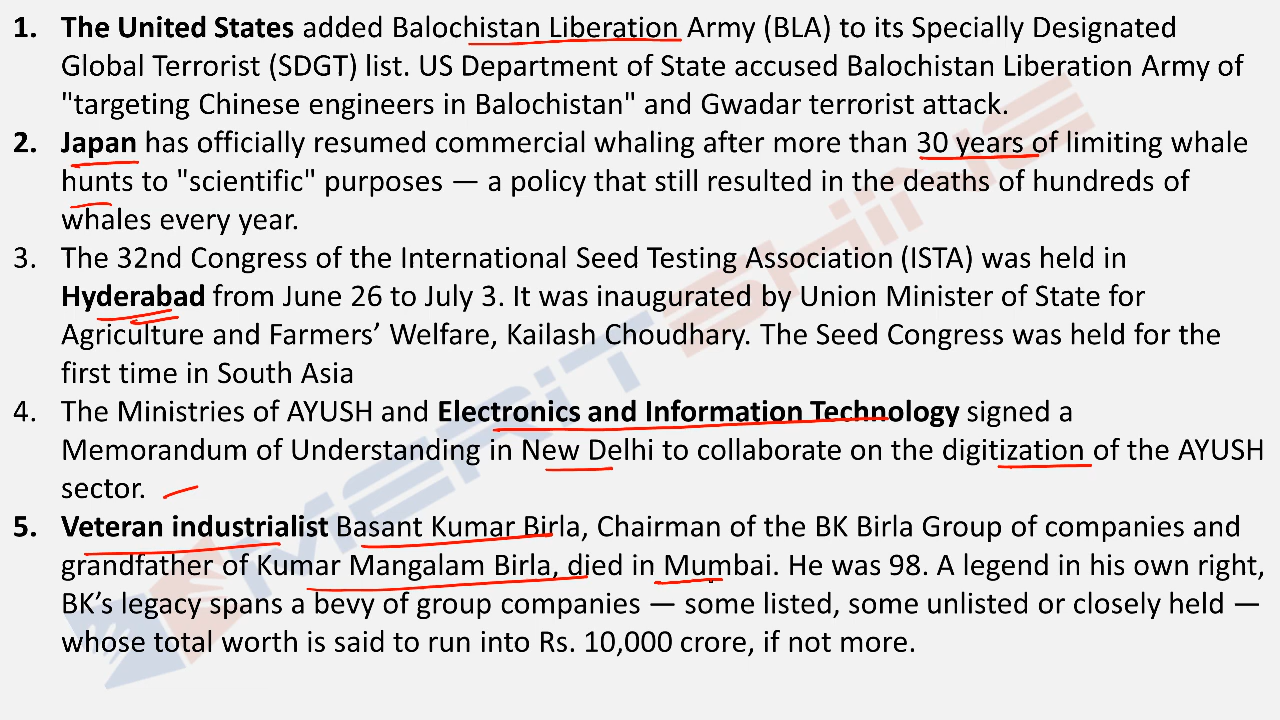 1. The United States added Balochistan Liberation Army (BLA) to its Specially Designated
Global Terrorist (SDGT) list. US Department of State accused Balochistan Liberation Army of
"targeting Chinese engineers in Balochistan" and Gwadar terrorist attack.
2. Japan has officially resumed commercial whaling after more than 30 years of limiting whale
hunts to "scientific" purposes — a policy that still resulted in the deaths of hundreds of
whales every year.
3. The 32nd Congress of the International Seed Testing Association (ISTA) was held in
Hyderabad from June 26 to July 3. It was inaugurated by Union Minister of State for
Agriculture and Farmers’ Welfare, Kailash Choudhary. The Seed Congress was held for the
first time in South Asia
4. The Ministries of AYUSH and Electronics and Information Technology signed a
Memorandum of Understanding in New Delhi to collaborate on the digitization of the AYUSH
sector.
5. Veteran industrialist Basant Kumar Birla, Chairman of the BK Birla Group of companies and
grandfather of Kumar Mangalam Birla, died in Mumbai. He was 98. A legend in his own right,
BK’s legacy spans a bevy of group companies — some listed, some unlisted or closely held —
whose total worth is said to run into Rs. 10,000 crore, if not more.
MERiT SHiiNE